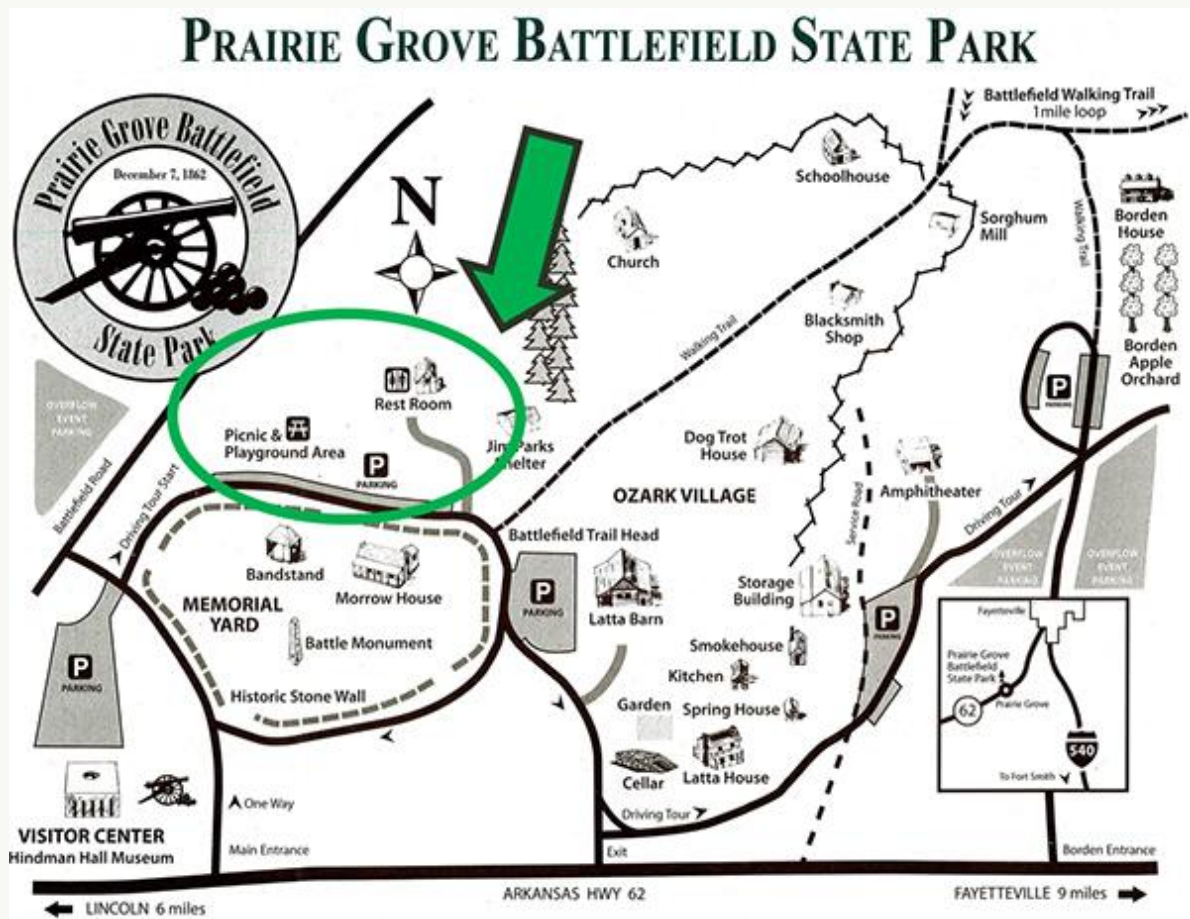 PRAIRIE GROVE BATTLEFIELD STATE PARK
Prairie Grove Battlefield
December 7, 1862
State Park
N
Battlefield Walking Trail
1mile loop
Schoolhouse
Sorghum
Mill
Walking Trail
Borden
House
Church
Blacksmith
Shop
Walking Trail
Borden
Apple
Orchard
OVERFLOW
EVENT
PARKING
Rest Room
Picnic &
Playground Area
P
PARKING
Jim Parks
Shelter
Dog Trot
House
P
PARKING
Amphitheater
OZARK VILLAGE
Battlefield Road
Driving Tour Start
Service Road
Driving Tour
OVERFLOW
EVENT
PARKING
OVERFLOW
EVENT
PARKING
Bandstand
Morrow House
MEMORIAL
YARD
Battle Monument
Historic Stone Wall
Battlefield Trail Head
P
PARKING
Latta Barn
Storage
Building
P
PARKING
Smokehouse
Kitchen
Spring House
Garden
Cellar
Latta House
P
PARKING
Fayetteville
Prairie Grove
Battlefield
State Park
Prairie Grove
62
540
To Fort Smith
VISITOR CENTER
Hindman Hall Museum
One Way
Main Entrance
Driving Tour
Exit
Borden Entrance
LINCOLN 6 miles
ARKANSAS HWY 62
FAYETTEVILLE 9 miles